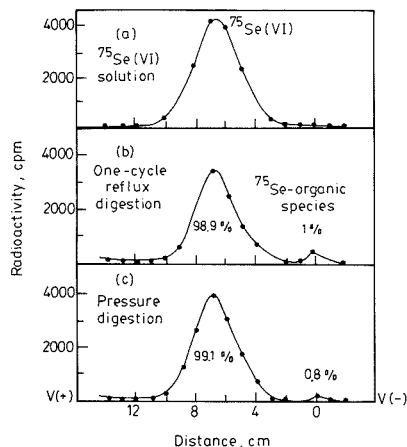 4000
2000
(a)
⁷⁵Se(VI)
solution
⁷⁵Se(VI)
4000
2000
(b)
One-cycle
reflux
digestion
98.9 %
⁷⁵Se-organic
species
1 %
4000
2000
(c)
Pressure
digestion
99.1 %
0.8 %
Radioactivity, cpm
V(+)
12
8
4
0
V(-)
Distance, cm